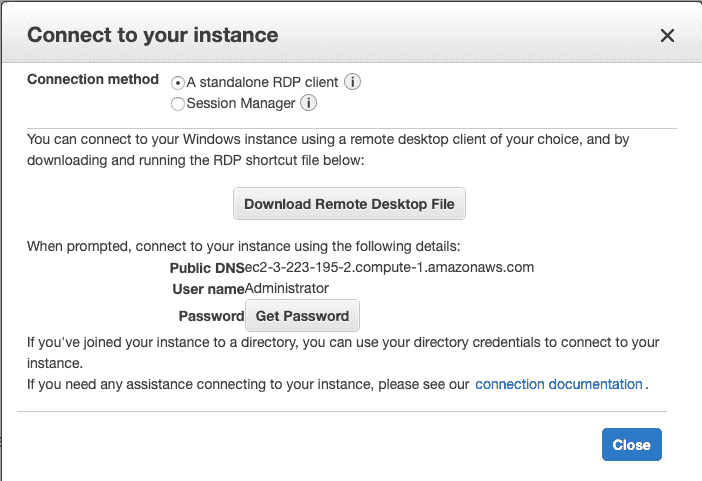 Connect to your instance
Connection method
A standalone RDP client
Session Manager
You can connect to your Windows instance using a remote desktop client of your choice, and by
downloading and running the RDP shortcut file below:
Download Remote Desktop File
When prompted, connect to your instance using the following details:
Public DNS ec2-3-223-195-2.compute-1.amazonaws.com
User name Administrator
Password Get Password
If you've joined your instance to a directory, you can use your directory credentials to connect to your
instance.
If you need any assistance connecting to your instance, please see our connection documentation.
Close